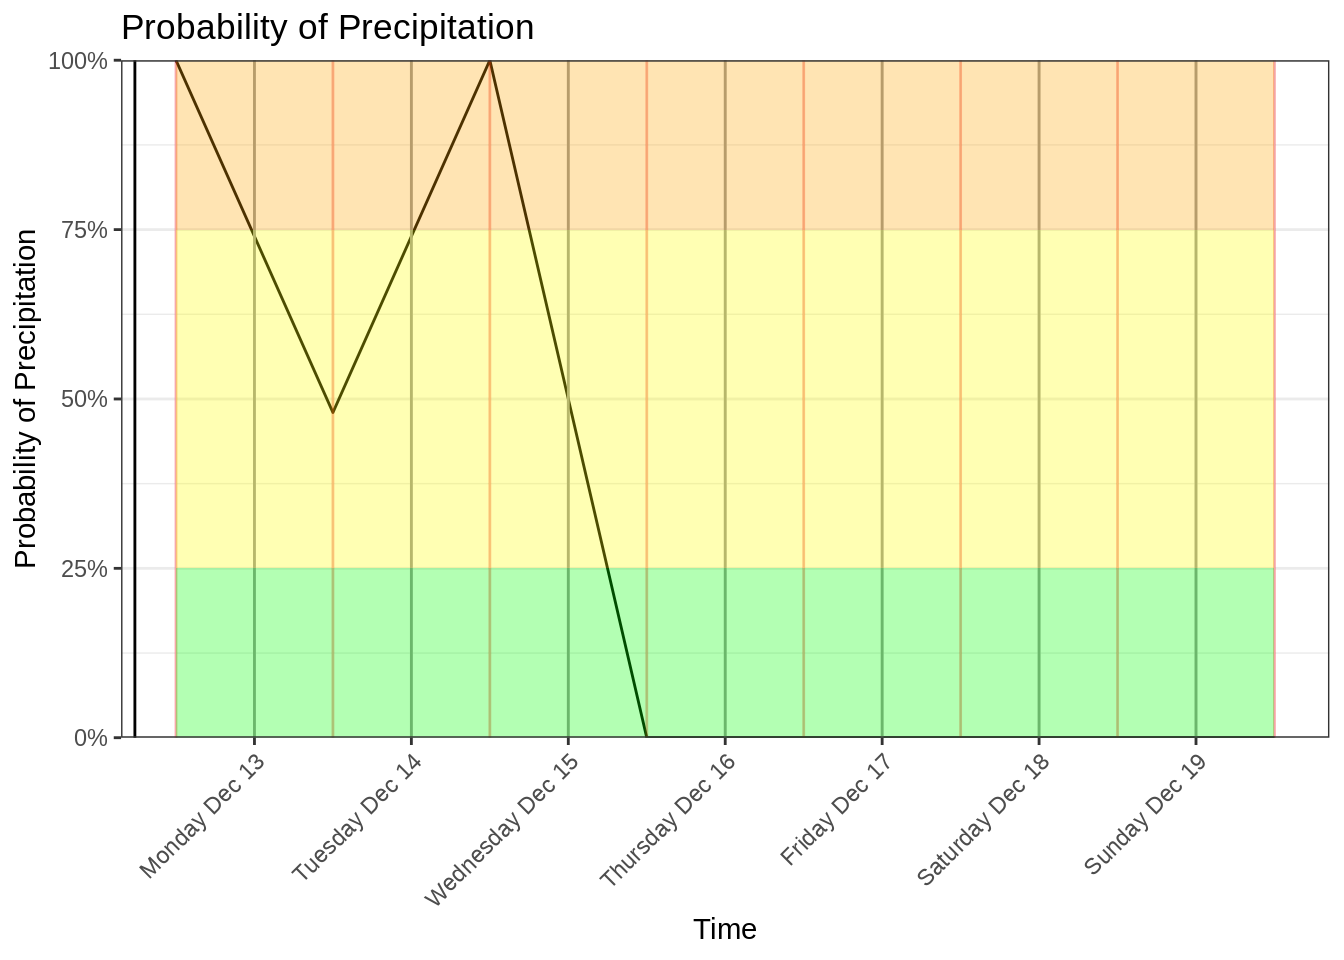 Probability of Precipitation
Probability of Precipitation
100%
75%
50%
25%
0%
Monday Dec 13
Tuesday Dec 14
Wednesday Dec 15
Thursday Dec 16
Friday Dec 17
Saturday Dec 18
Sunday Dec 19
Time